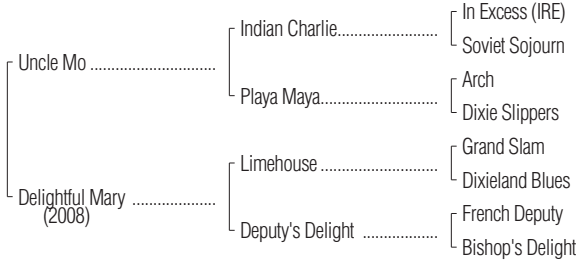 In Excess (IRE)
Indian Charlie..........................
Soviet Sojourn
Uncle Mo ................................
Arch
Playa Maya..............................
Dixie Slippers
Grand Slam
Limehouse ..............................
Dixieland Blues
Delightful Mary .....................
(2008)
French Deputy
Deputy's Delight ...................
Bishop's Delight